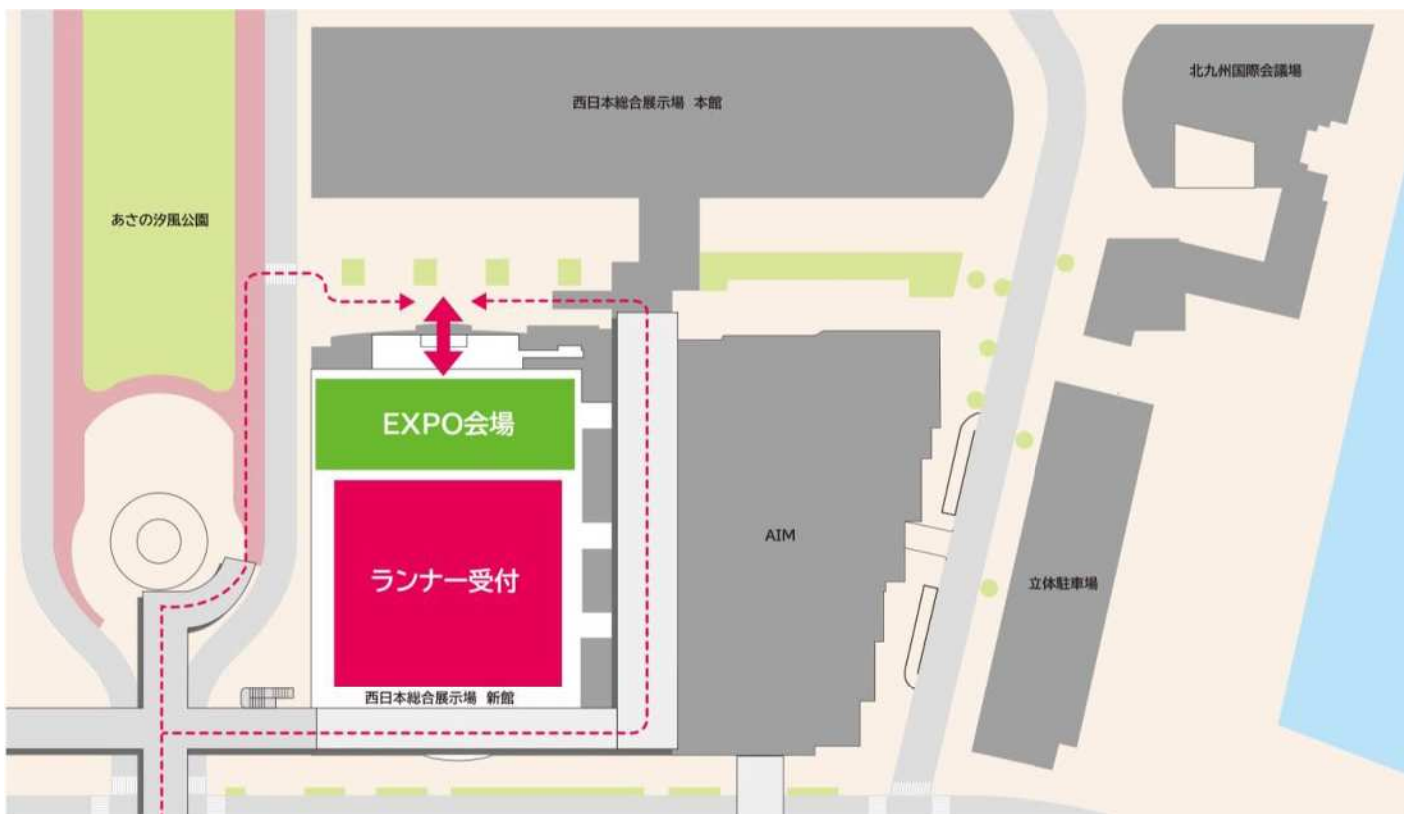 北九州国際会議場
西日本総合展示場 本館
あさの汐風公園
EXPO会場
ランナー受付
AIM
立体駐車場
西日本総合展示場 新館